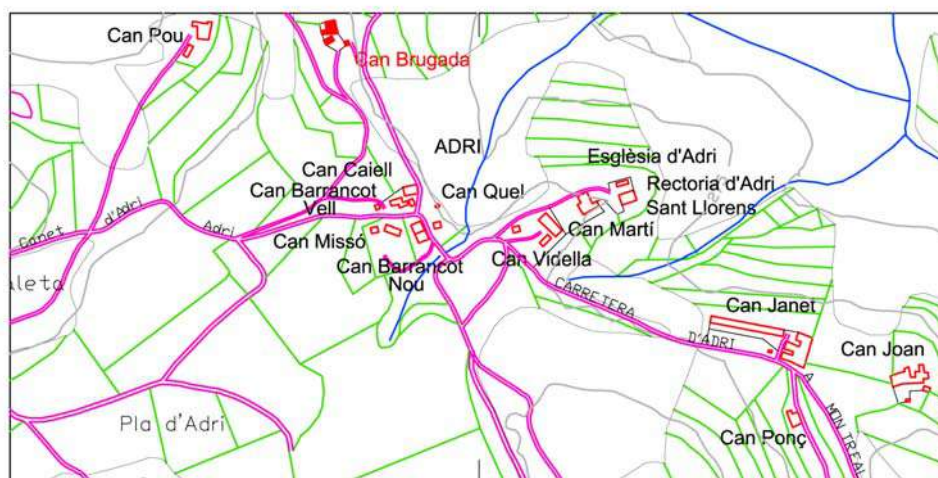 Can Pou
Can Brugada
ADRI
Esglèsia d'Adri
Can Caiell
Can Barrancot
Vell
Can Quel
Rectoria d'Adri
Sant Llorens
Canet d'Adri
Adri
Can Missó
Can Martí
Can Barrancot
Nou
Can Vidella
aleta
CARRETERA
D'ADRI
A
MONTREAL
Can Janet
Can Joan
Pla d'Adri
Can Ponç